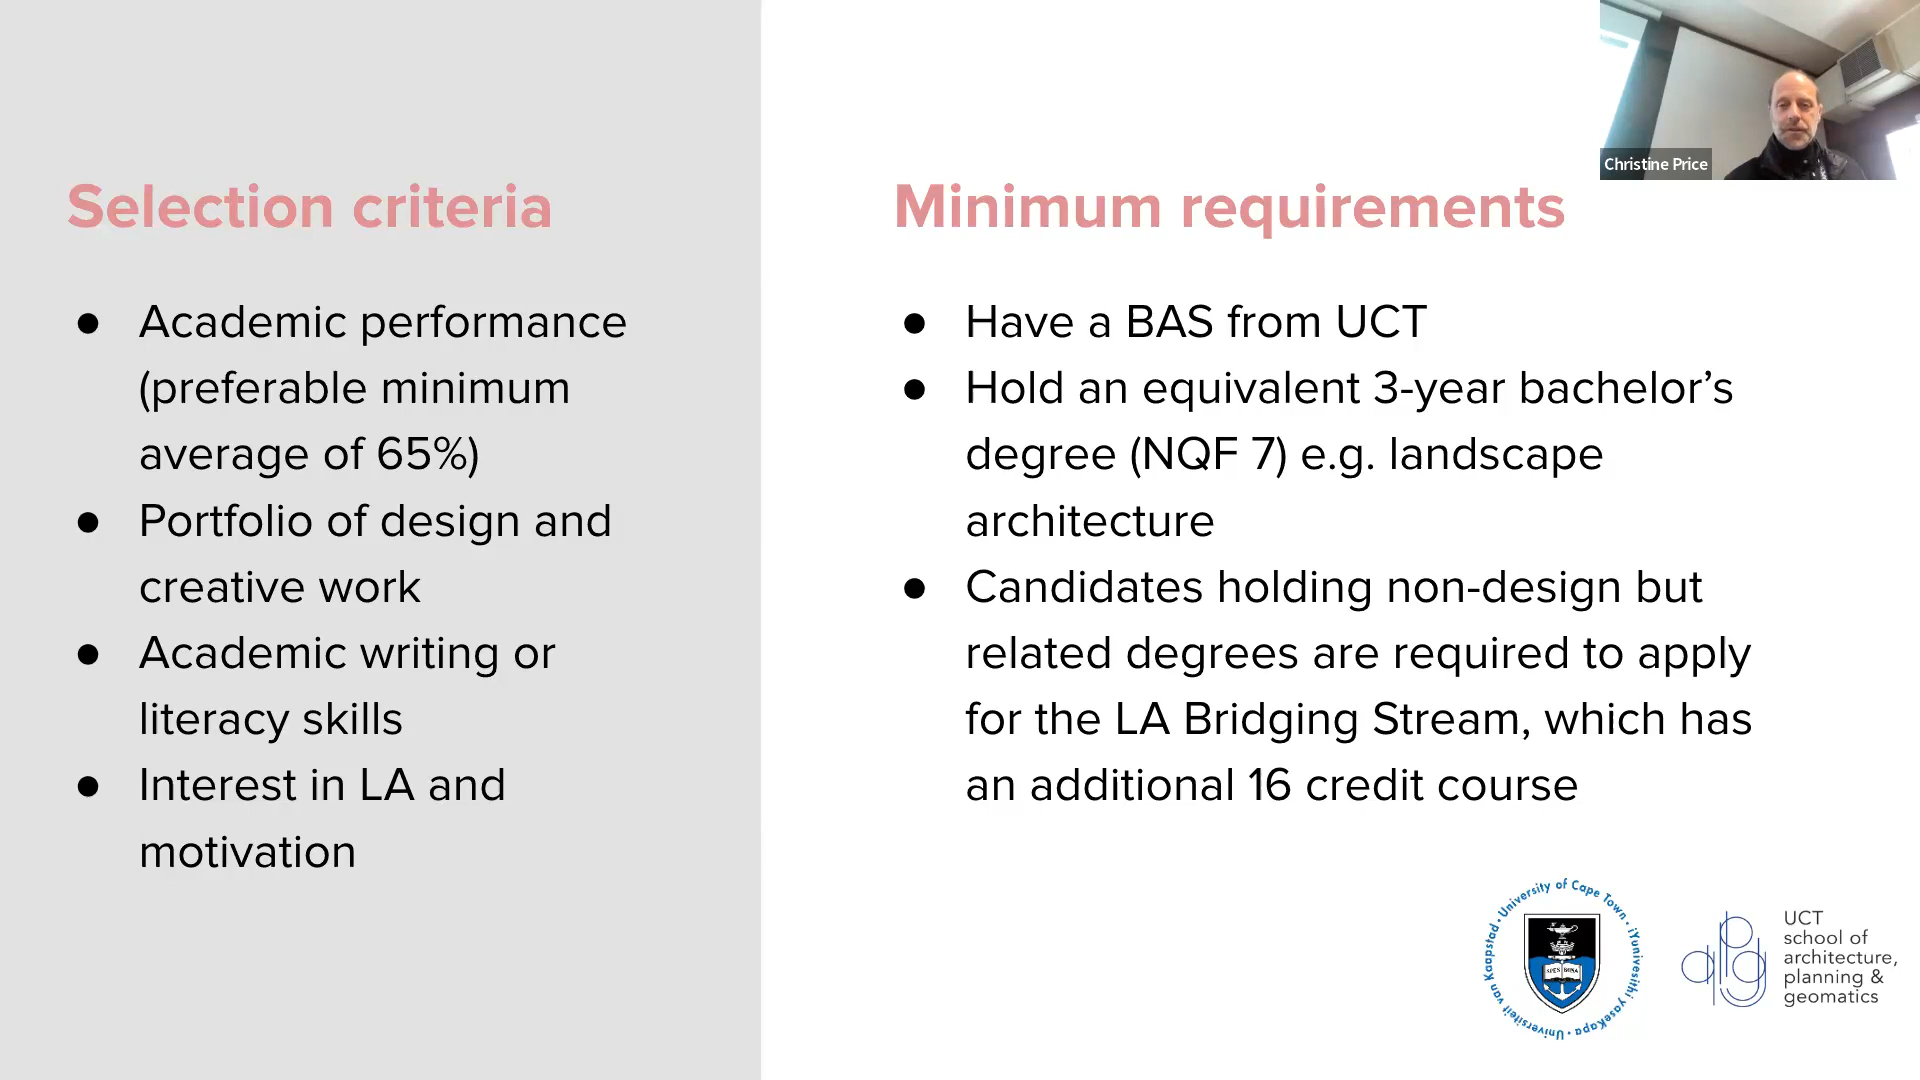 Christine Price
Selection criteria
● Academic performance
(preferable minimum
average of 65%)
● Portfolio of design and
creative work
● Academic writing or
literacy skills
● Interest in LA and
motivation
Minimum requirements
● Have a BAS from UCT
● Hold an equivalent 3-year bachelor’s
degree (NQF 7) e.g. landscape
architecture
● Candidates holding non-design but
related degrees are required to apply
for the LA Bridging Stream, which has
an additional 16 credit course
University of Cape Town · iYunivesithi yaseKapa · Universiteit van Kaapstad ·
SPES BONA
apg
UCT
school of
architecture,
planning &
geomatics